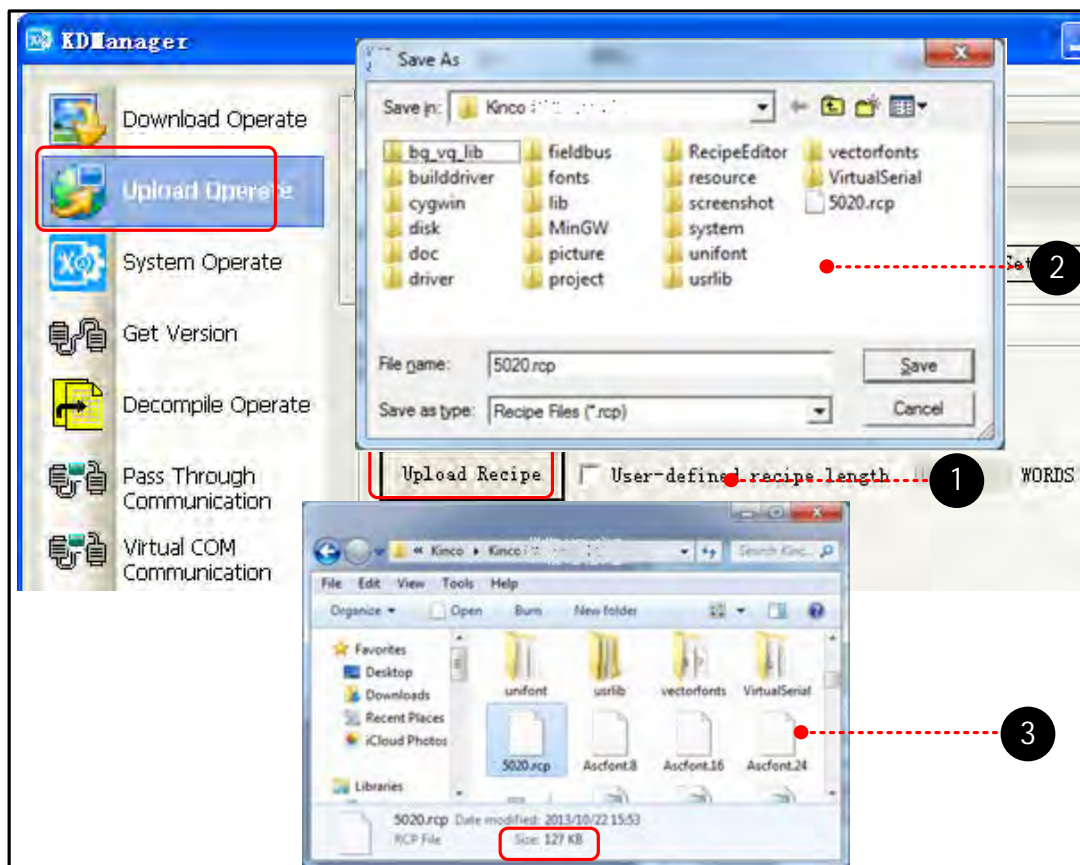 KDManager
Download Operate
Upload Operate
System Operate
Get Version
Decompile Operate
Pass Through
Communication
Virtual COM
Communication
Save As
Save in:
Kinco
bq_vq_lib
builddriver
cygwin
disk
doc
driver
fieldbus
fonts
lib
MinGW
picture
project
RecipeEditor
resource
screenshot
system
unifont
usrlib
vectorfonts
VirtualSerial
5020.rcp
Set
2
File name:
5020.rcp
Save
Save as type:
Recipe Files (*.rcp)
Cancel
Upload Recipe
User-defined recipe length
1
WORDS
« Kinco Kinco
Search Kinc...
File Edit View Tools Help
Organize Open Burn New folder
Favorites
Desktop
Downloads
Recent Places
iCloud Photos
Libraries
unifont usrlib vectorfonts VirtualSerial
5020.rcp Ascfont.8 Ascfont.16 Ascfont.24
3
5020.rcp Date modified: 2013/10/22 15:53
RCP File Size: 127 KB